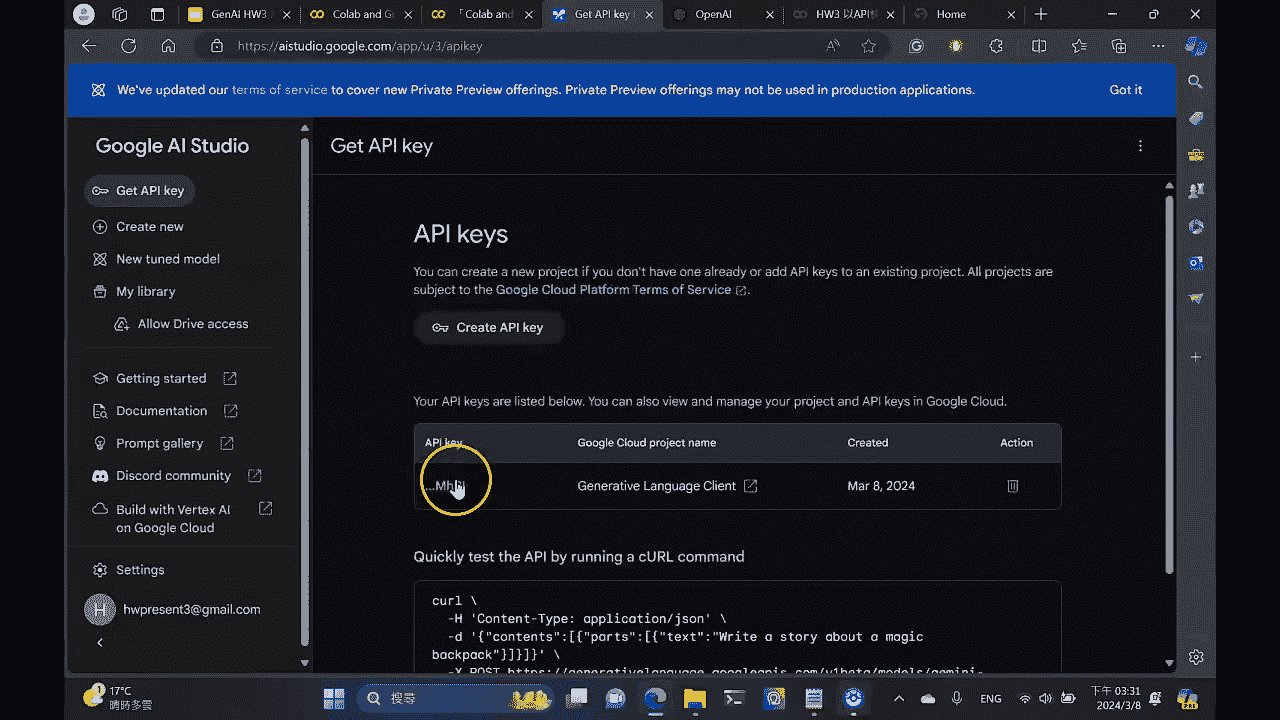 GenAI HW3
Colab and G
「Colab and
Get API key
OpenAI
HW3 以API
Home
https://aistudio.google.com/app/u/3/apikey
We've updated our terms of service to cover new Private Preview offerings. Private Preview offerings may not be used in production applications.
Got it
Google AI Studio
Get API key
Create new
New tuned model
My library
Allow Drive access
Getting started
Documentation
Prompt gallery
Discord community
Build with Vertex AI
on Google Cloud
Settings
H
hwpresent3@gmail.com
Get API key
API keys
You can create a new project if you don't have one already or add API keys to an existing project. All projects are
subject to the Google Cloud Platform Terms of Service
Create API key
Your API keys are listed below. You can also view and manage your project and API keys in Google Cloud.
API key
Google Cloud project name
Created
Action
Generative Language Client
Mar 8, 2024
Quickly test the API by running a cURL command
curl \
-H 'Content-Type: application/json' \
-d '{"contents":[{"parts":[{"text":"Write a story about a magic
backpack"}]}]}' \
-X POST https://generativelanguage.googleapis.com/v1beta/models/gemini-
1
17°C
搜尋
ENG
下午 03:31
2024/3/8